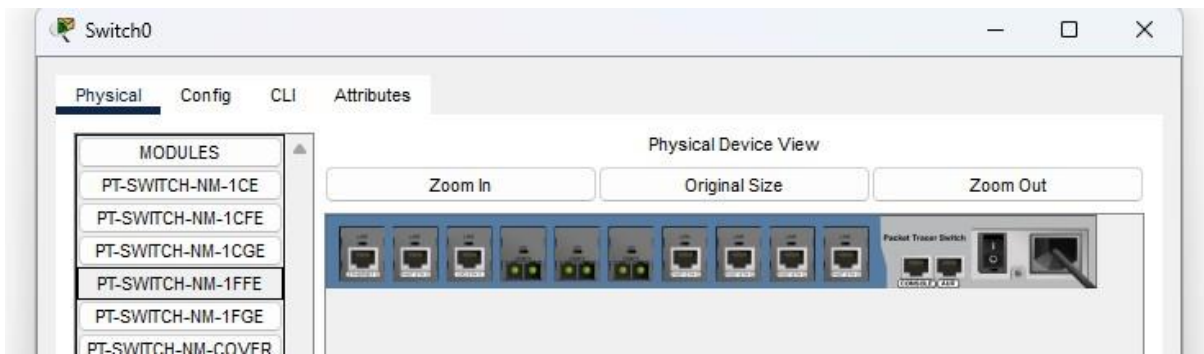 Switch0
Physical Config CLI Attributes
MODULES
PT-SWITCH-NM-1CE
PT-SWITCH-NM-1CFE
PT-SWITCH-NM-1CGE
PT-SWITCH-NM-1FFE
PT-SWITCH-NM-1FGE
PT-SWITCH-NM-COVER
Physical Device View
Zoom In Original Size Zoom Out
Packet Tracer Switch
CONSOLE AUX